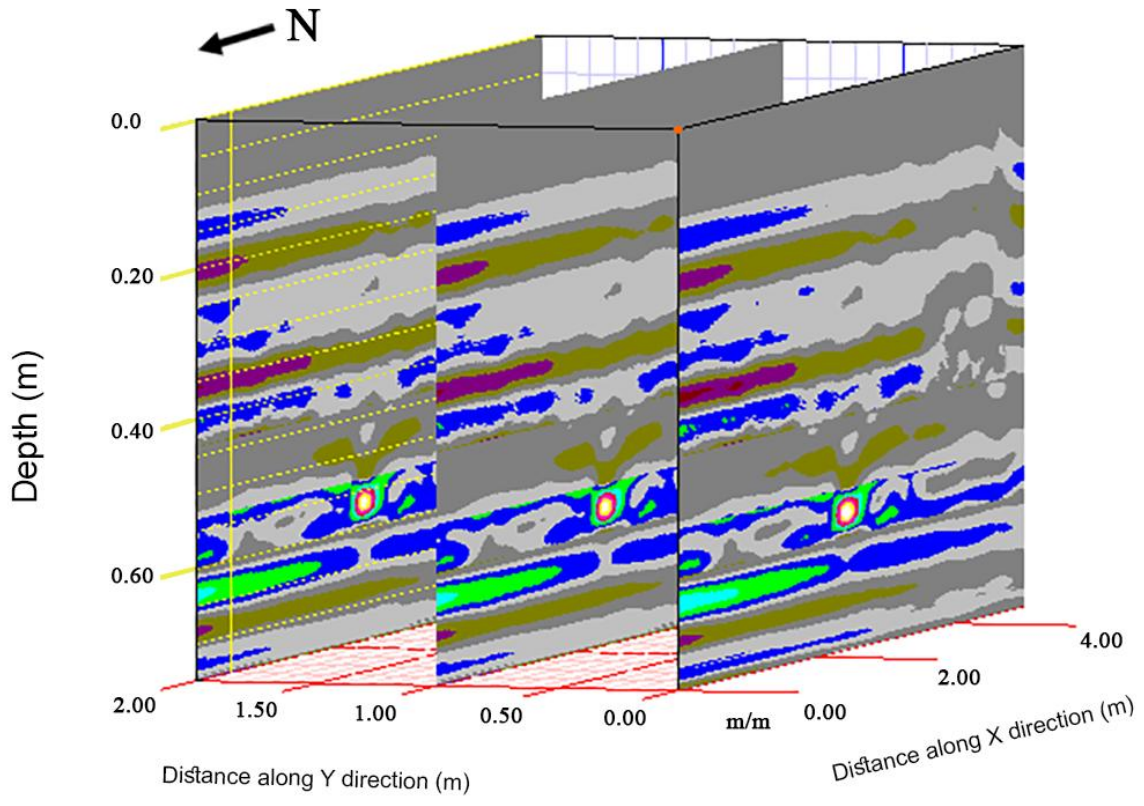 N
0.0
0.20
0.40
0.60
Depth (m)
2.00 1.50 1.00 0.50 0.00 m/m 0.00 2.00 4.00
Distance along Y direction (m)
Distance along X direction (m)